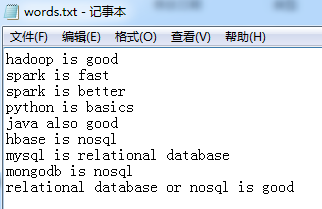 words.txt - 记事本
文件(F) 编辑(E) 格式(O) 查看(V) 帮助(H)
hadoop is good
spark is fast
spark is better
python is basics
java also good
hbase is nosql
mysql is relational database
mongodb is nosql
relational database or nosql is good